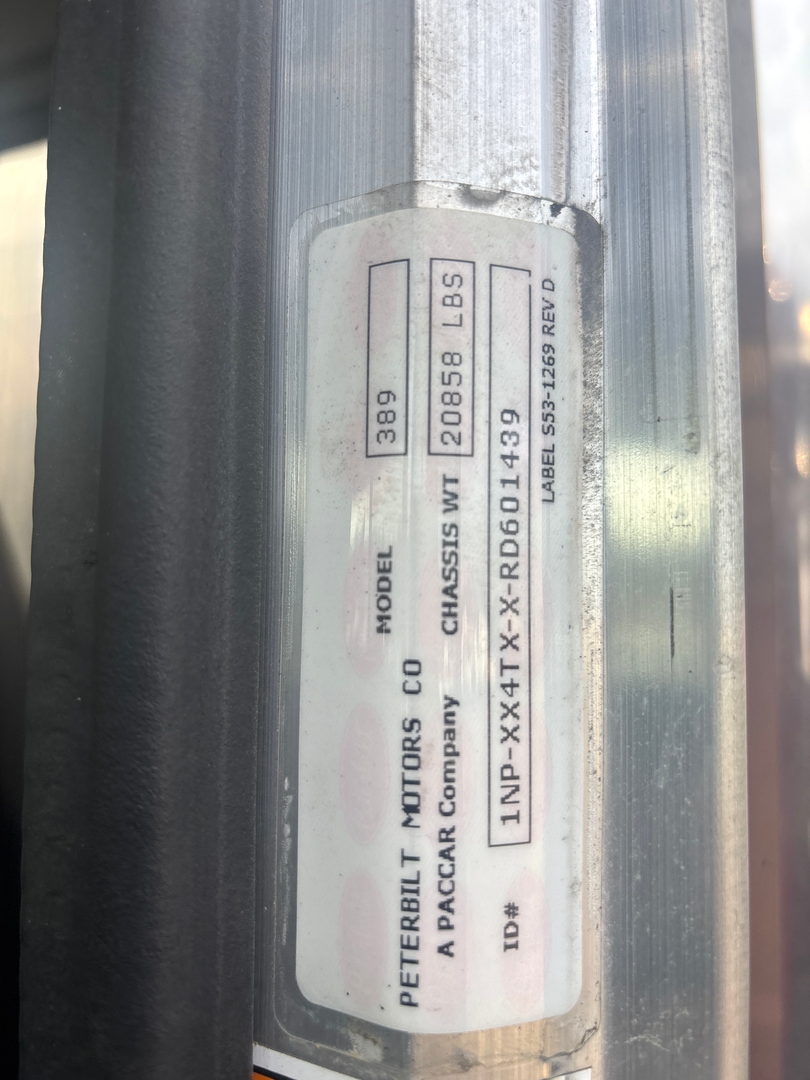 PETERBILT MOTORS CO MODEL 389
A PACCAR Company CHASSIS WT 20858 LBS
ID# 1NP-XX4TX-X-RD601439
LABEL S53-1269 REV D